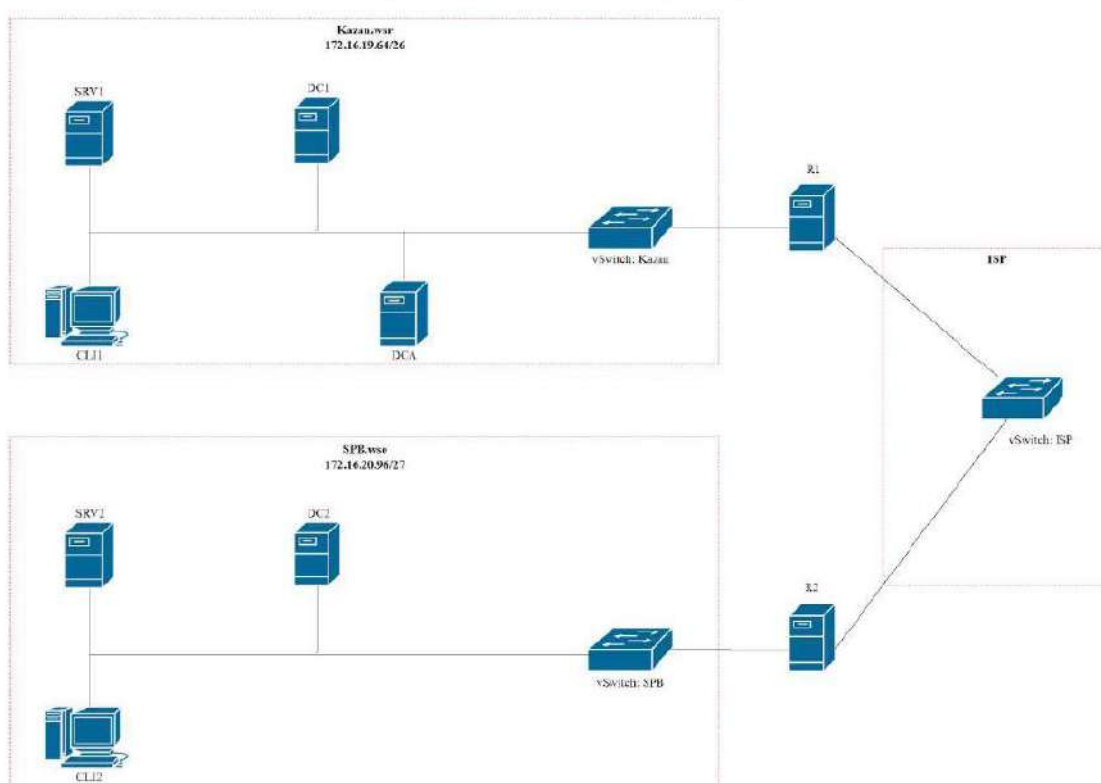 Kazan.wsr
172.16.19.64/26
SRV1
DC1
R1
vSwitch: Kazan
ISP
CLI1
DCA
vSwitch: ISP
SPB.wse
172.16.20.96/27
SRV2
DC2
R2
vSwitch: SPB
CLI2